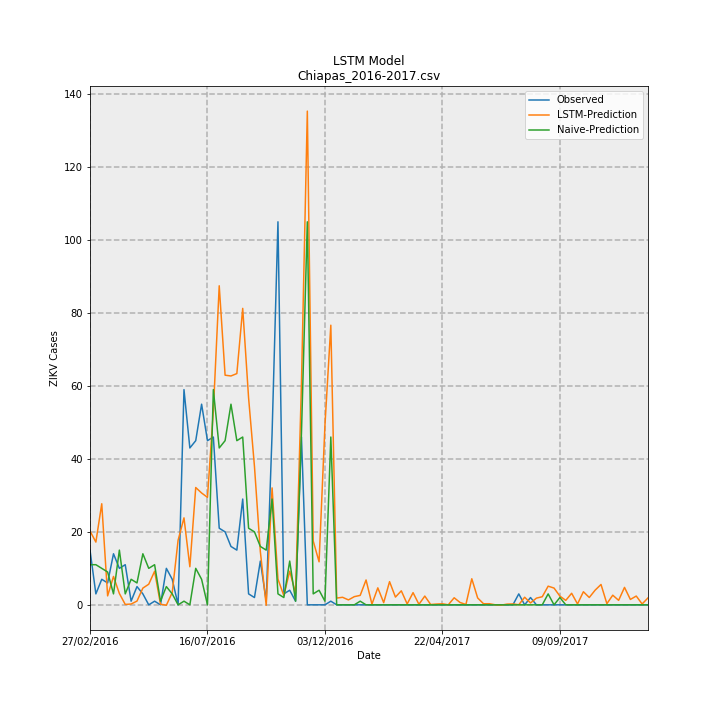 LSTM Model
Chiapas_2016-2017.csv
Observed
LSTM-Prediction
Naive-Prediction
140
120
100
80
60
40
20
0
ZIKV Cases
27/02/2016
16/07/2016
03/12/2016
22/04/2017
09/09/2017
Date